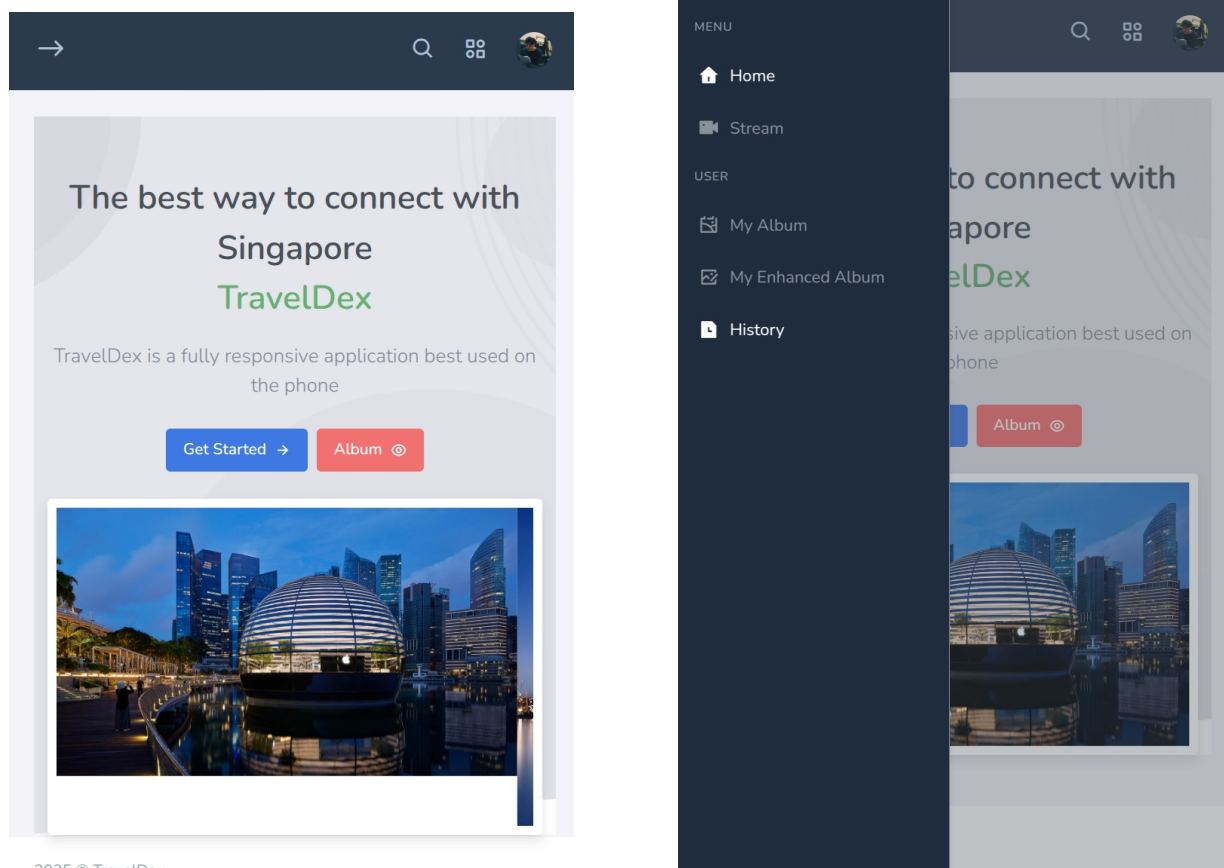 The best way to connect with
Singapore
TravelDex
TravelDex is a fully responsive application best used on
the phone
Get Started
Album
MENU
Home
Stream
USER
My Album
My Enhanced Album
History
to connect with
apore
elDex
sive application best used on
phone
Album